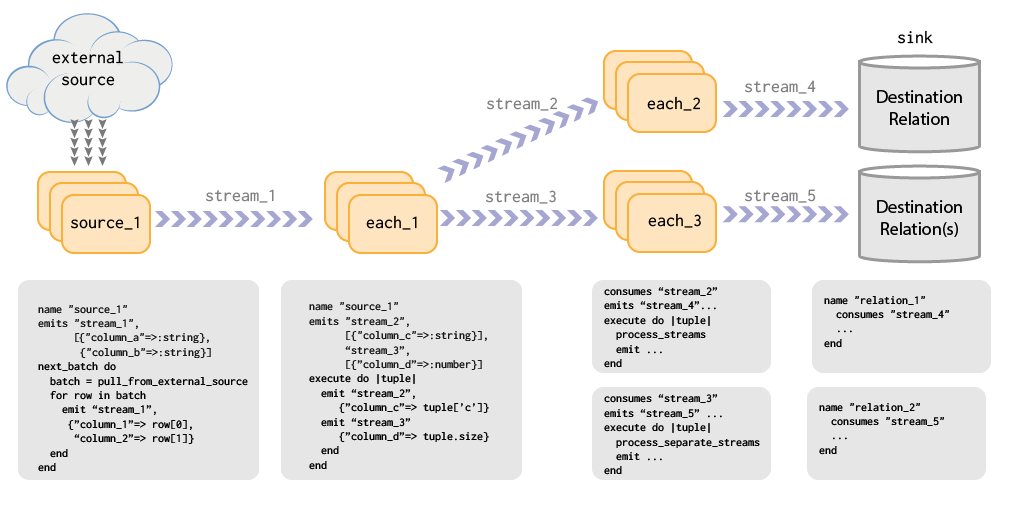 external
source
sink
stream_2
stream_4
each_2
Destination
Relation
stream_1
stream_3
stream_5
source_1
each_1
each_3
Destination
Relation(s)
name ”source_1”
emits ”stream_1”,
[{”column_a”=>:string},
{”column_b”=>:string}]
next_batch do
batch = pull_from_external_source
for row in batch
emit “stream_1”,
{”column_1”=> row[0],
“column_2”=> row[1]}
end
end
name ”source_1”
emits ”stream_2”,
[{”column_c”=>:string}],
“stream_3”,
[{”column_d”=>:number}]
execute do |tuple|
emit “stream_2”,
{”column_c”=> tuple['c’]}
emit “stream_3”
{”column_d”=> tuple.size}
end
end
consumes “stream_2”
emits “stream_4”...
execute do |tuple|
process_streams
emit ...
end
name ”relation_1”
consumes “stream_4”
...
end
consumes “stream_3”
emits “stream_5” ...
execute do |tuple|
process_separate_streams
emit ...
end
name ”relation_2”
consumes “stream_5”
...
end